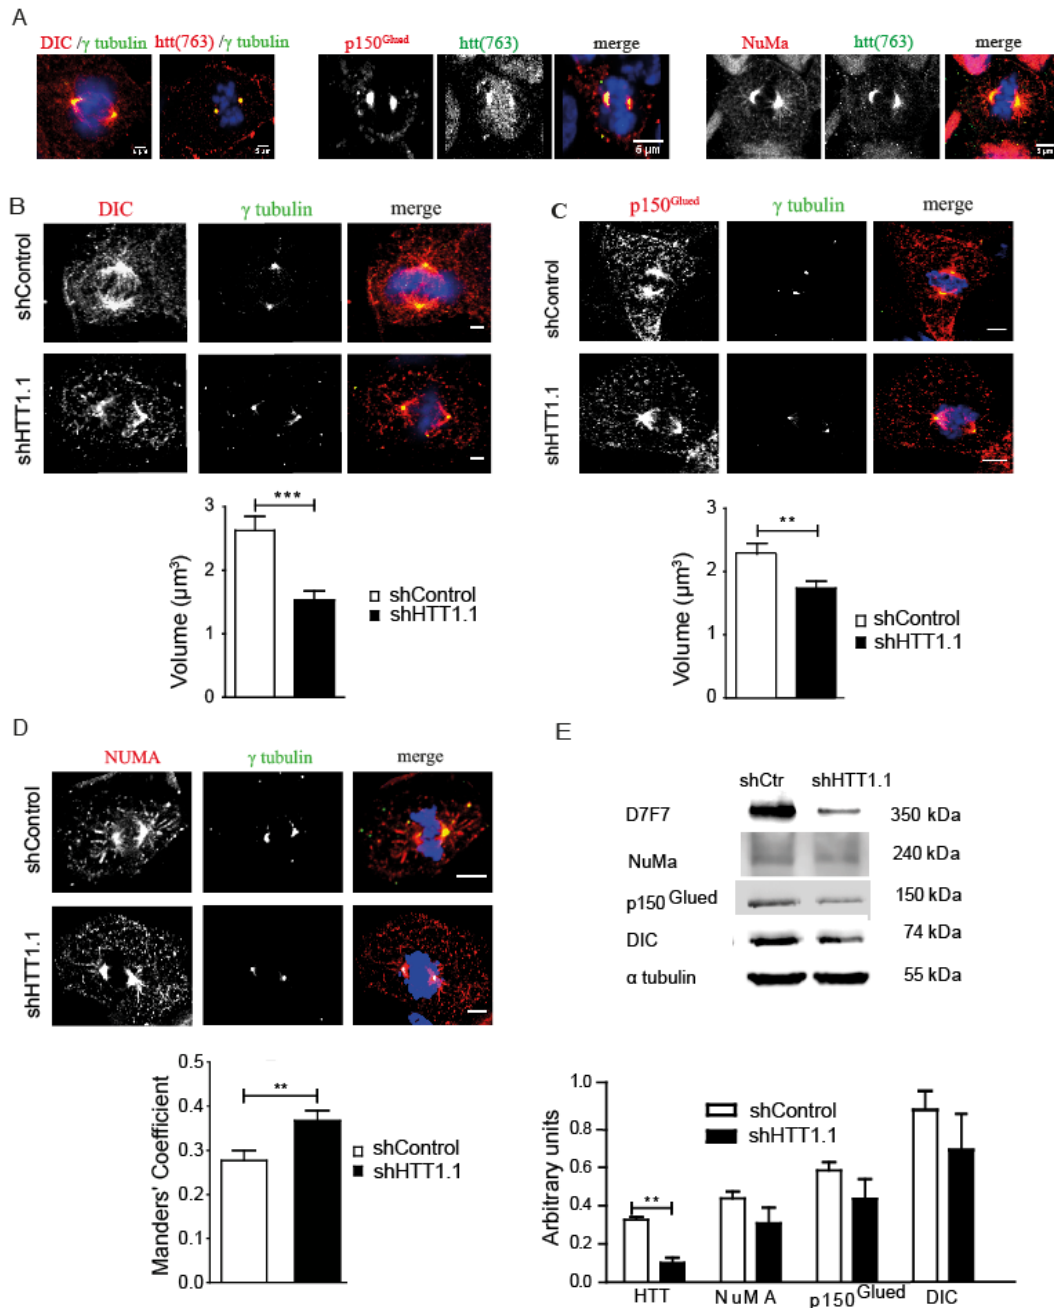 A
DIC /γ tubulin htt(763) /γ tubulin p150Glued htt(763) merge NuMa htt(763) merge
5 μm 5 μm
B
DIC γ tubulin merge
shControl
shHTT1.1
3
2
1
0
Volume (µm³)
***
shControl
shHTT1.1
C
p150Glued γ tubulin merge
shControl
shHTT1.1
3
2
1
0
Volume (µm³)
**
shControl
shHTT1.1
D
NUMA γ tubulin merge
shControl
shHTT1.1
0.5
0.4
0.3
0.2
0.1
0.0
Manders' Coefficient
**
shControl
shHTT1.1
E
shCtr shHTT1.1
D7F7 350 kDa
NuMa 240 kDa
p150Glued 150 kDa
DIC 74 kDa
α tubulin 55 kDa
1.0
0.8
0.6
0.4
0.2
0.0
Arbitrary units
shControl
shHTT1.1
**
HTT NuMA p150Glued DIC